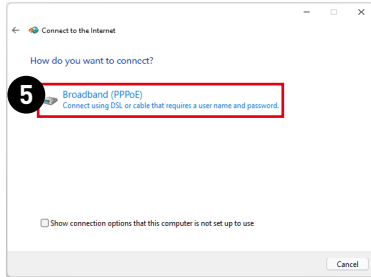 Connect to the Internet
How do you want to connect?
5
Broadband (PPPoE)
Connect using DSL or cable that requires a user name and password.
Show connection options that this computer is not set up to use
Cancel